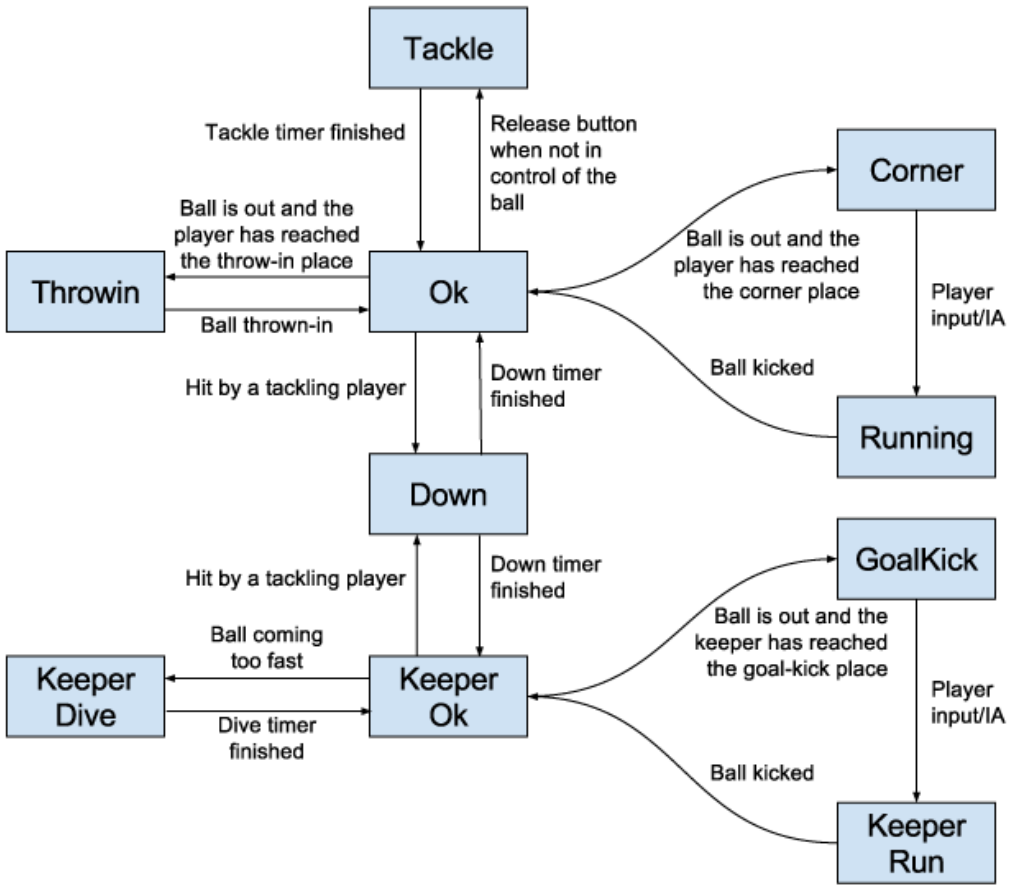 Tackle
Tackle timer finished
Release button
when not in
control of the
ball
Corner
Ball is out and the
player has reached
the throw-in place
Ball is out and the
player has reached
the corner place
Throwin
Ok
Player
input/IA
Ball thrown-in
Hit by a tackling player
Down timer
finished
Ball kicked
Running
Down
Hit by a tackling player
Down timer
finished
GoalKick
Ball is out and the
keeper has reached
the goal-kick place
Ball coming
too fast
Keeper
Dive
Keeper
Ok
Player
input/IA
Dive timer
finished
Ball kicked
Keeper
Run